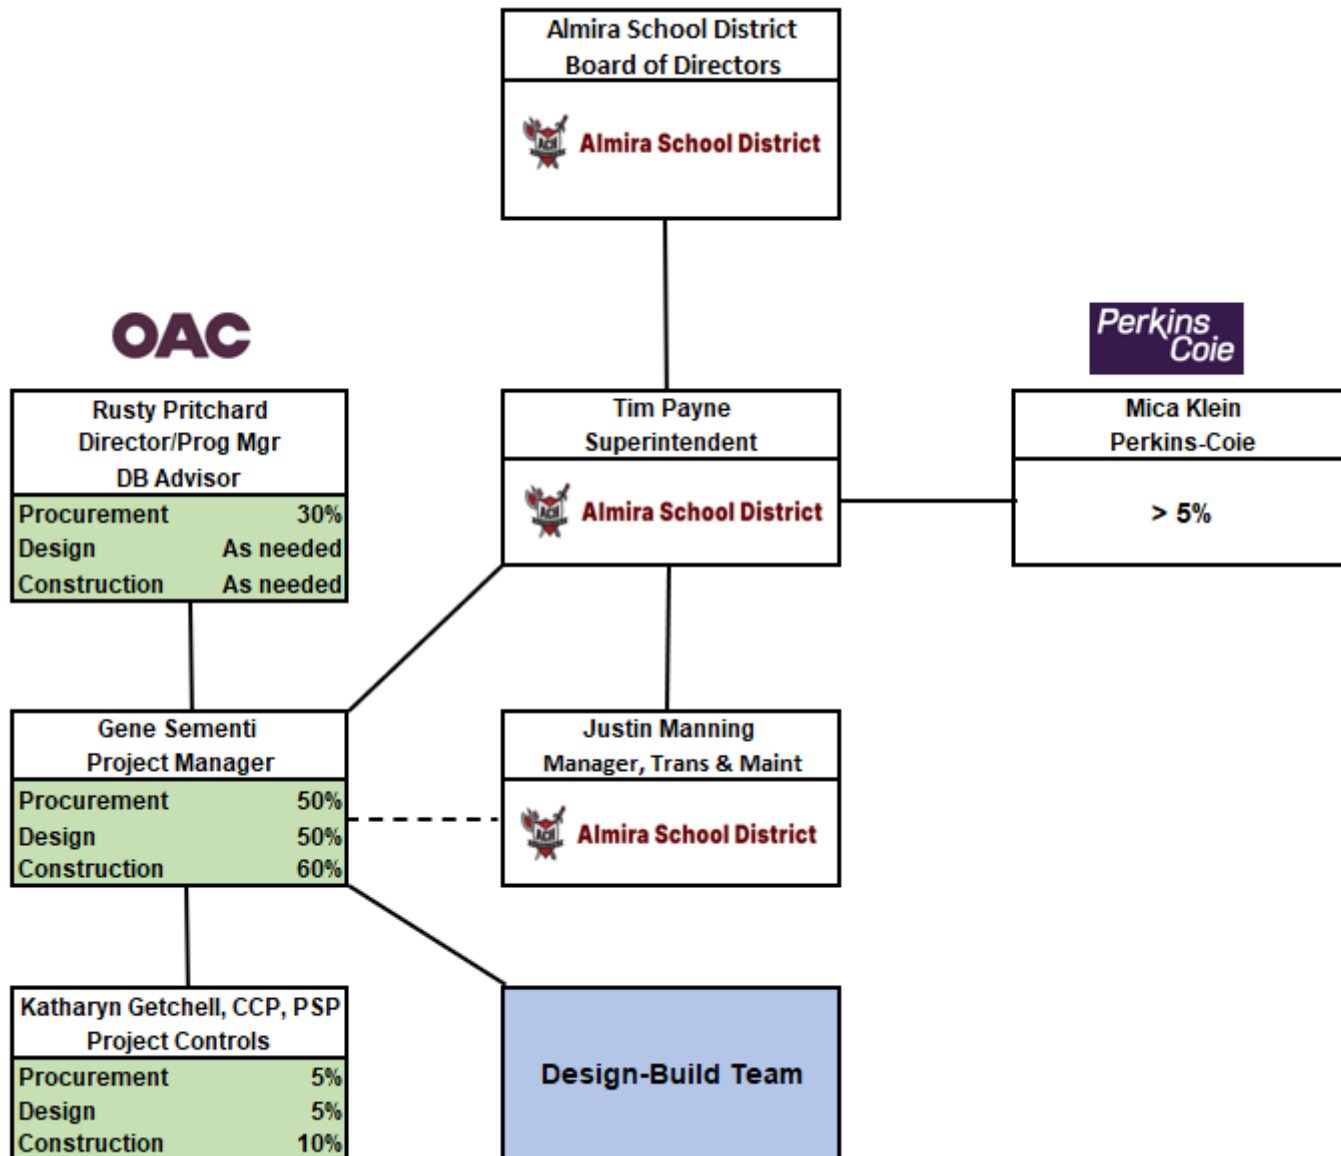 Almira School District
Board of Directors
ACH
Almira School District
OAC
Perkins
Coie
Rusty Pritchard
Director/Prog Mgr
DB Advisor
Procurement 30%
Design As needed
Construction As needed
Tim Payne
Superintendent
ACH
Almira School District
Mica Klein
Perkins-Coie
> 5%
Gene Sementi
Project Manager
Procurement 50%
Design 50%
Construction 60%
Justin Manning
Manager, Trans & Maint
ACH
Almira School District
Katharyn Getchell, CCP, PSP
Project Controls
Procurement 5%
Design 5%
Construction 10%
Design-Build Team